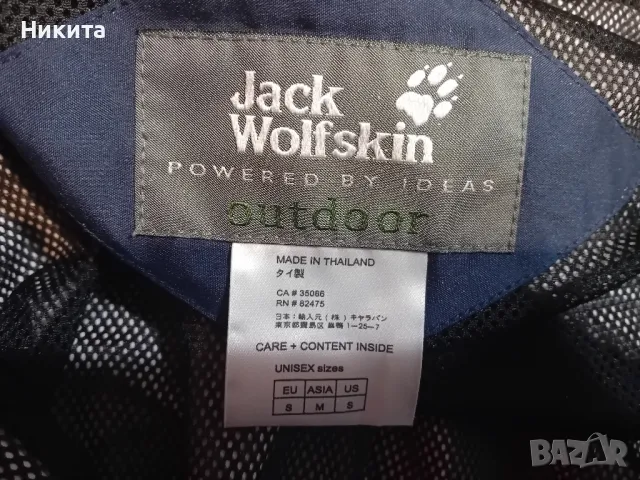 Никита
Jack
Wolfskin
POWERED BY IDEAS
outdoor
MADE IN THAILAND
タイ製
CA # 35086
RN # 82475
日本:輸入元(株)キャラバン
東京都豊島区 巣鴨 1-25-7
CARE + CONTENT INSIDE
UNISEX sizes
EU ASIA US
S M S
BAZAR